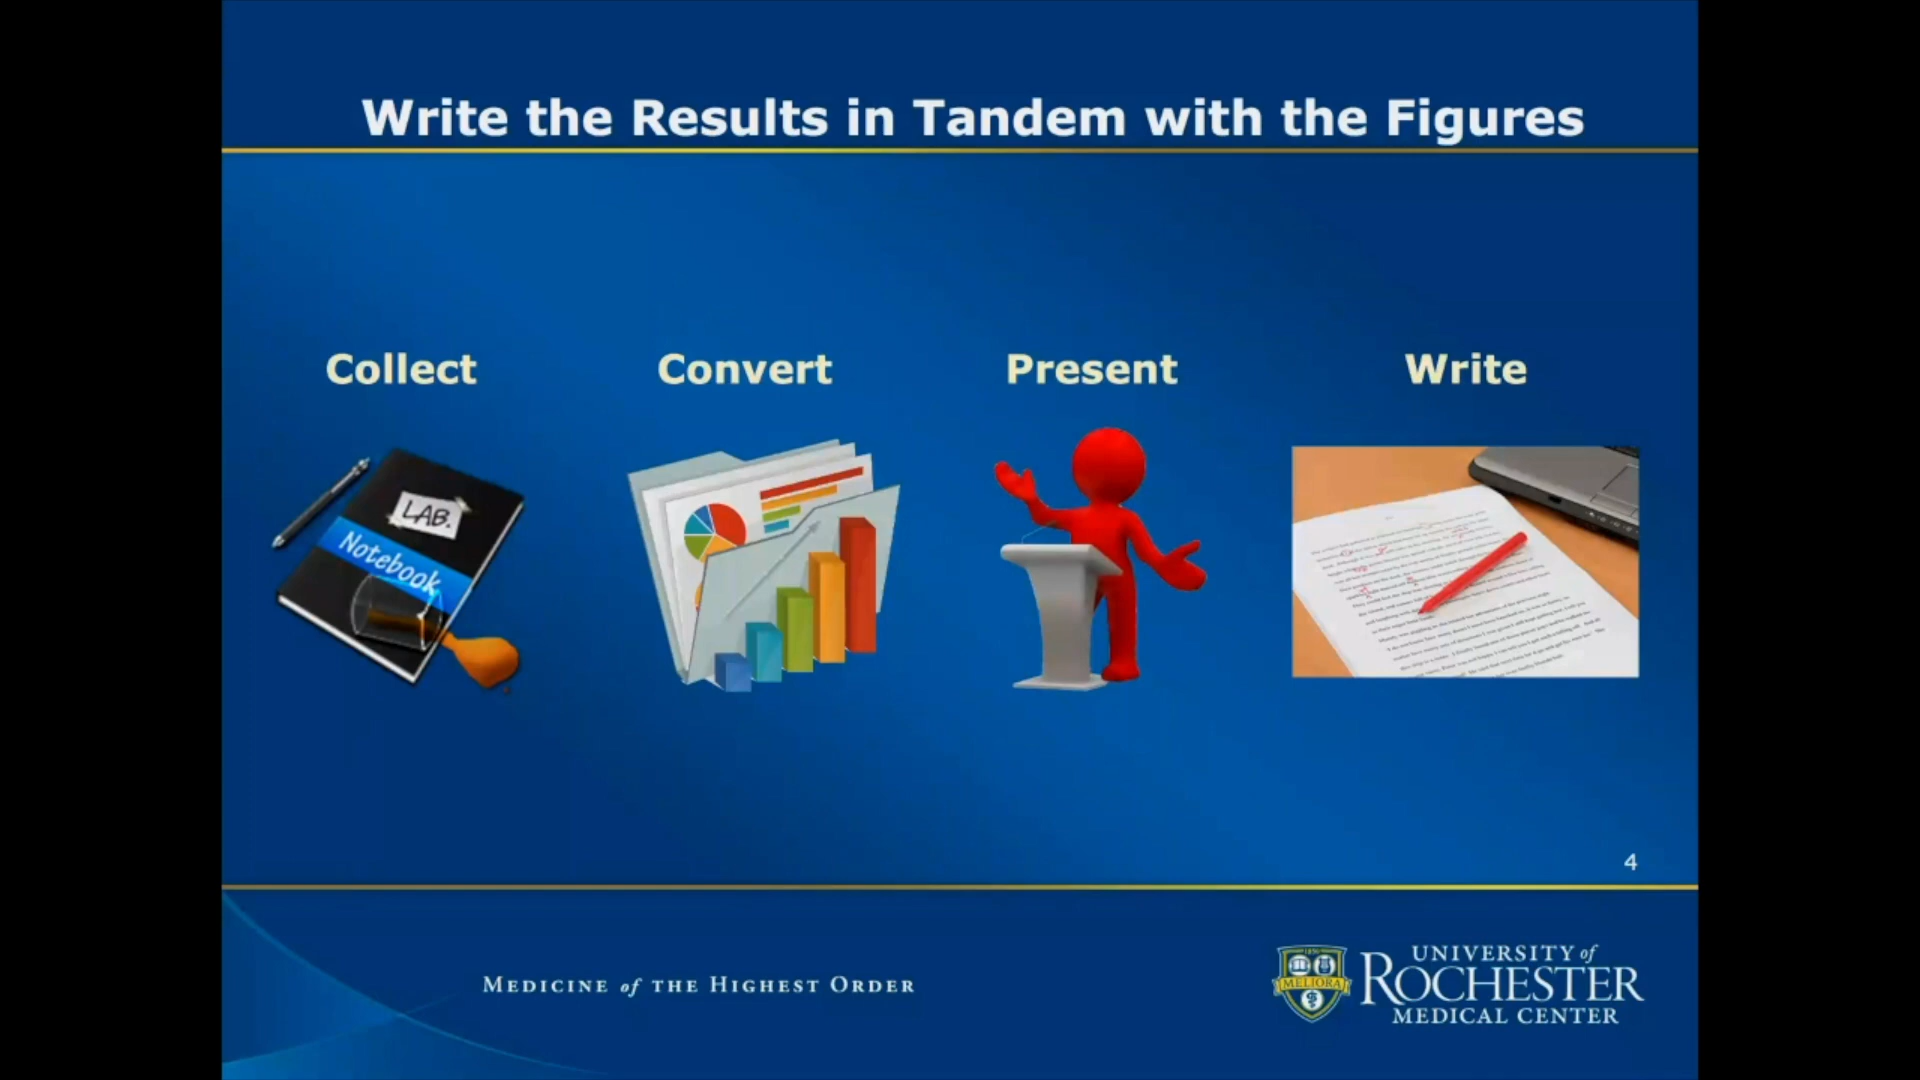 Write the Results in Tandem with the Figures
Collect
Convert
Present
Write
LAB.
Notebook
4
MEDICINE of THE HIGHEST ORDER
MELIORA
UNIVERSITY of
ROCHESTER
MEDICAL CENTER